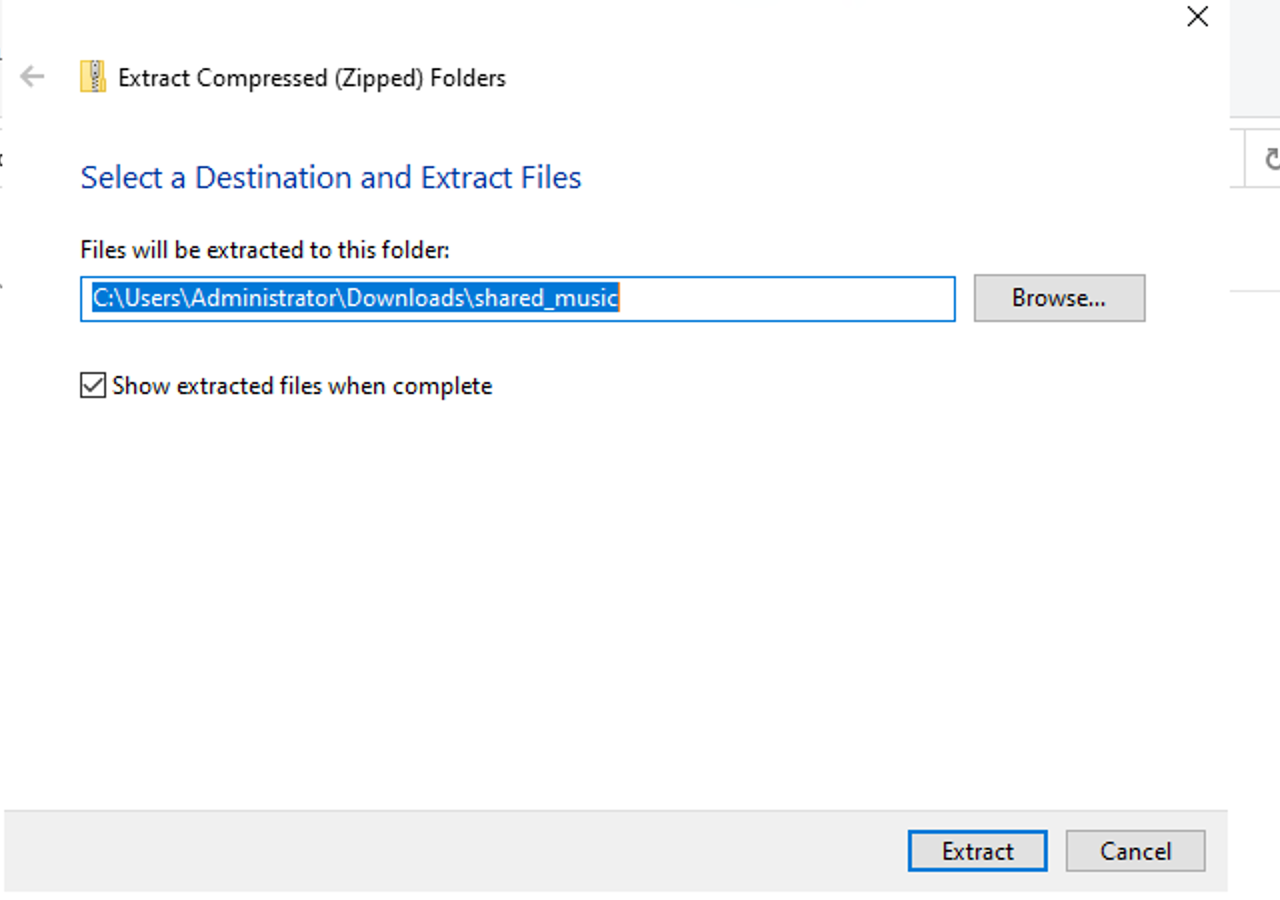 Extract Compressed (Zipped) Folders
Select a Destination and Extract Files
Files will be extracted to this folder:
C:\Users\Administrator\Downloads\shared_music
Browse...
Show extracted files when complete
Extract
Cancel